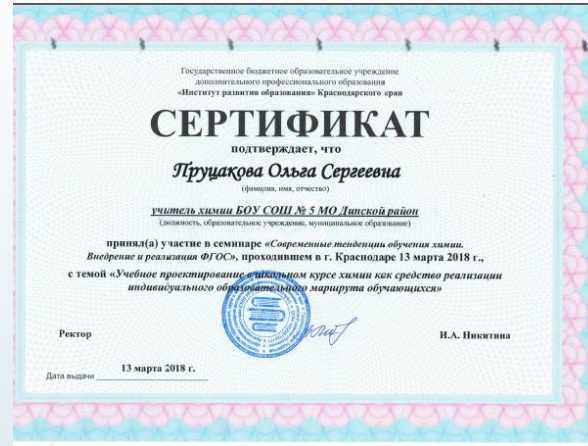 Государственное бюджетное образовательное учреждение
дополнительного профессионального образования
«Институт развития образования» Краснодарского края
СЕРТИФИКАТ
подтверждает, что
Пруцакова Ольга Сергеевна
(фамилия, имя, отчество)
учитель химии БОУ СОШ № 5 МО Динской район
(должность, образовательное учреждение, муниципальное образование)
принял(а) участие в семинаре «Современные тенденции обучения химии.
Внедрение и реализация ФГОС», проходившем в г. Краснодаре 13 марта 2018 г.,
с темой «Учебное проектирование в школьном курсе химии как средство реализации
индивидуального образовательного маршрута обучающихся»
Ректор И.А. Никитина
13 марта 2018 г.
Дата выдачи